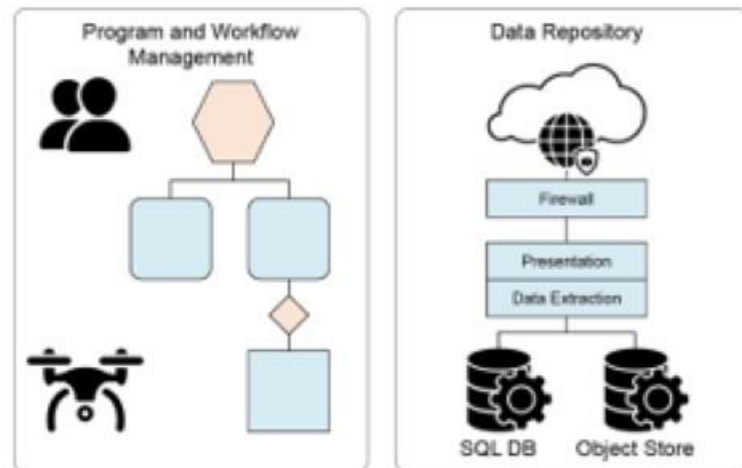 Program and Workflow
Management
Data Repository
Firewall
Presentation
Data Extraction
SQL DB
Object Store